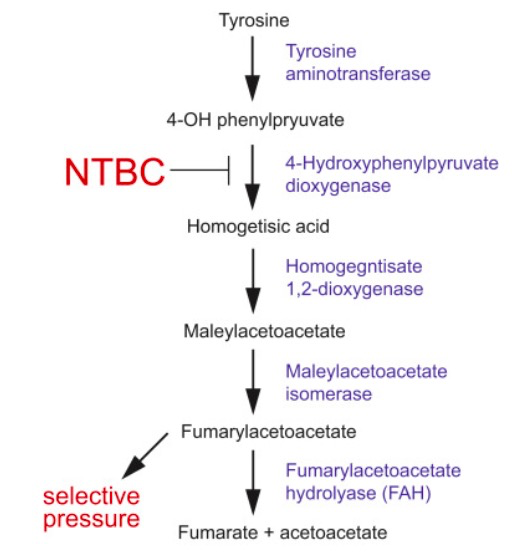 Tyrosine
Tyrosine
aminotransferase
4-OH phenylpryuvate
NTBC
4-Hydroxyphenylpyruvate
dioxygenase
Homogetisic acid
Homogegntisate
1,2-dioxygenase
Maleylacetoacetate
Maleylacetoacetate
isomerase
Fumarylacetoacetate
Fumarylacetoacetate
hydrolyase (FAH)
selective
pressure
Fumarate + acetoacetate